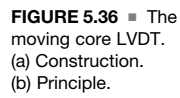 FIGURE 5.36 ■ The
moving core LVDT.
(a) Construction.
(b) Principle.